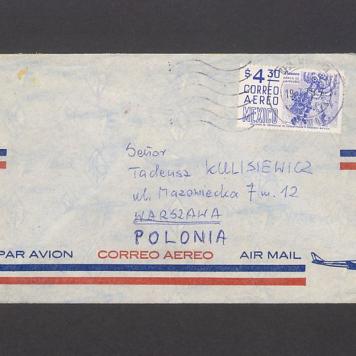 $4.30
CORREO
AEREO
MEXICO
Señor
Tadeusz KULISIEWICZ
ul. Mazowiecka 7 m. 12
WARSZAWA
POLONIA
PAR AVION CORREO AEREO AIR MAIL